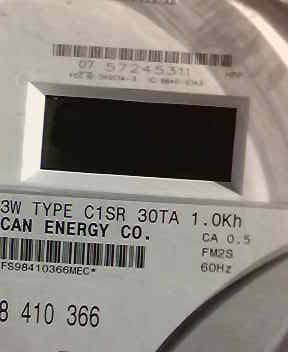 07 57245311
3W TYPE C1SR 30TA 1.0Kh
CAN ENERGY CO.
CA 0.5
FM2S
60Hz
FS98410366MEC*
8 410 366